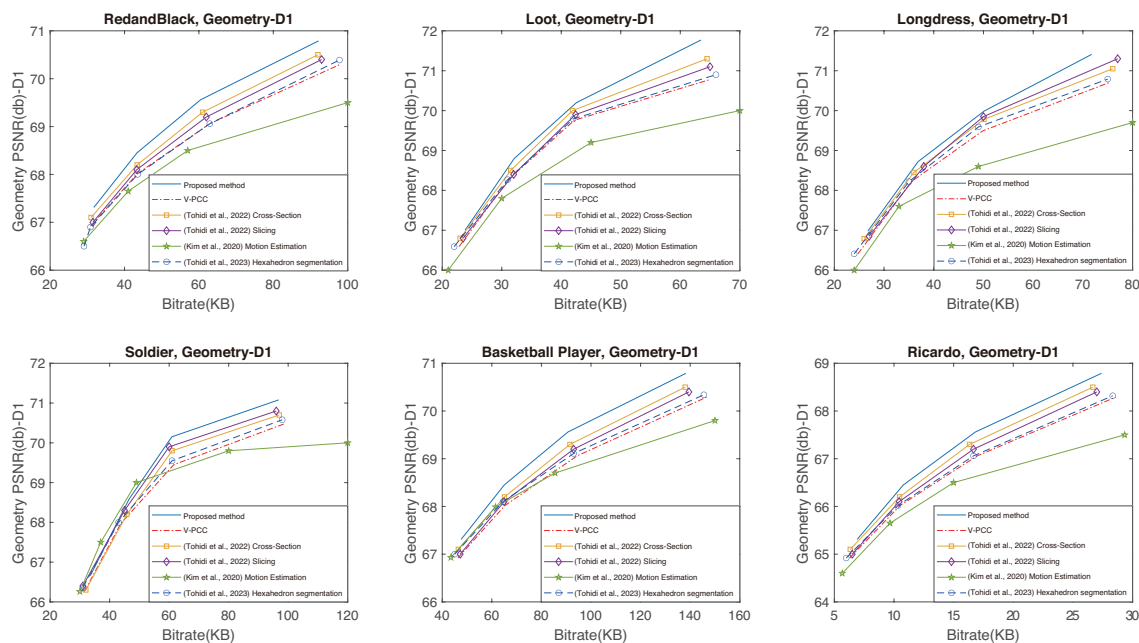 RedandBlack, Geometry-D1
Geometry PSNR(db)-D1
71
70
69
68
67
66
20
40
60
80
100
Bitrate(KB)
Proposed method
V-PCC
(Tohidi et al., 2022) Cross-Section
(Tohidi et al., 2022) Slicing
(Kim et al., 2020) Motion Estimation
(Tohidi et al., 2023) Hexahedron segmentation
Loot, Geometry-D1
Geometry PSNR(db)-D1
72
71
70
69
68
67
66
20
30
40
50
60
70
Bitrate(KB)
Proposed method
V-PCC
(Tohidi et al., 2022) Cross-Section
(Tohidi et al., 2022) Slicing
(Kim et al., 2020) Motion Estimation
(Tohidi et al., 2023) Hexahedron segmentation
Longdress, Geometry-D1
Geometry PSNR(db)-D1
72
71
70
69
68
67
66
20
30
40
50
60
70
80
Bitrate(KB)
Proposed method
V-PCC
(Tohidi et al., 2022) Cross-Section
(Tohidi et al., 2022) Slicing
(Kim et al., 2020) Motion Estimation
(Tohidi et al., 2023) Hexahedron segmentation
Soldier, Geometry-D1
Geometry PSNR(db)-D1
72
71
70
69
68
67
66
20
40
60
80
100
120
Bitrate(KB)
Proposed method
V-PCC
(Tohidi et al., 2022) Cross-Section
(Tohidi et al., 2022) Slicing
(Kim et al., 2020) Motion Estimation
(Tohidi et al., 2023) Hexahedron segmentation
Basketball Player, Geometry-D1
Geometry PSNR(db)-D1
71
70
69
68
67
66
40
60
80
100
120
140
160
Bitrate(KB)
Proposed method
V-PCC
(Tohidi et al., 2022) Cross-Section
(Tohidi et al., 2022) Slicing
(Kim et al., 2020) Motion Estimation
(Tohidi et al., 2023) Hexahedron segmentation
Ricardo, Geometry-D1
Geometry PSNR(db)-D1
69
68
67
66
65
64
5
10
15
20
25
30
Bitrate(KB)
Proposed method
V-PCC
(Tohidi et al., 2022) Cross-Section
(Tohidi et al., 2022) Slicing
(Kim et al., 2020) Motion Estimation
(Tohidi et al., 2023) Hexahedron segmentation